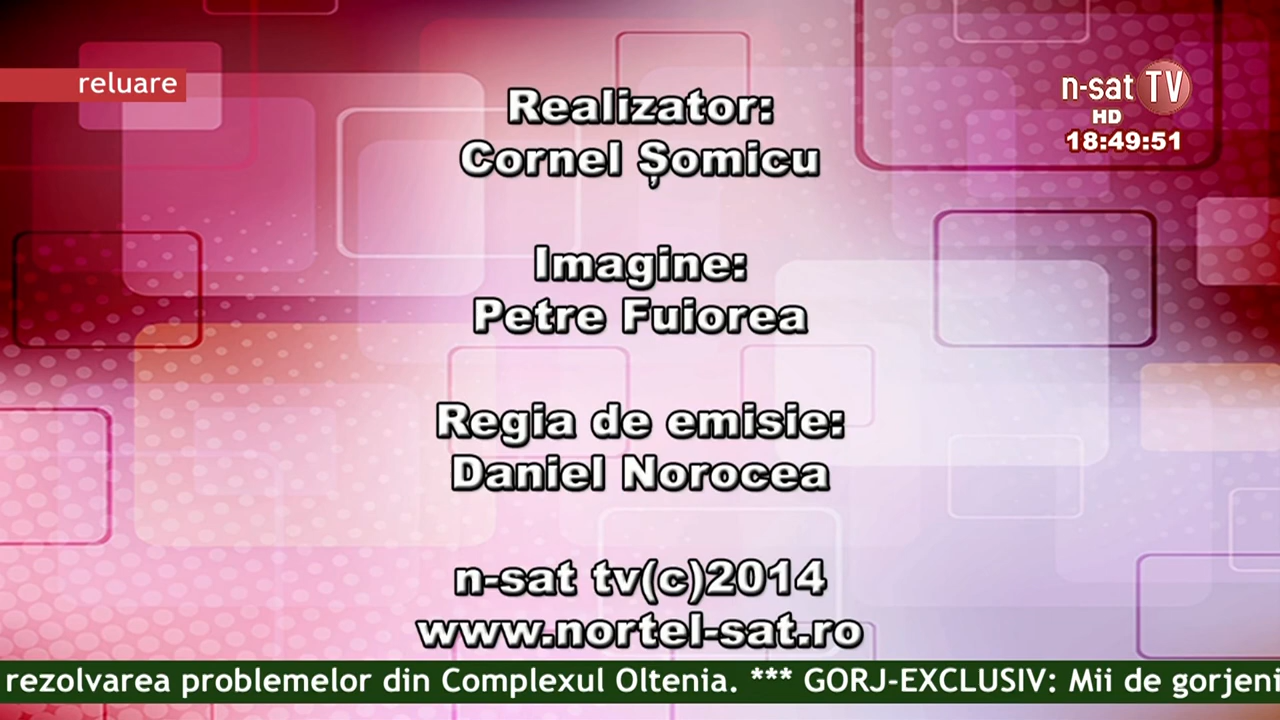 reluare
n-sat TV
HD
18:49:51
Realizator:
Cornel Șomicu
Imagine:
Petre Fuiorea
Regia de emisie:
Daniel Norocea
n-sat tv(c)2014
www.nortel-sat.ro
rezolvarea problemelor din Complexul Oltenia. *** GORJ-EXCLUSIV: Mii de gorjeni